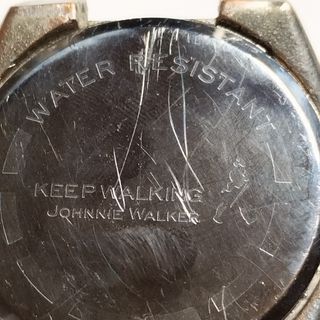 WATER RESISTANT
KEEP WALKING
JOHNNIE WALKER